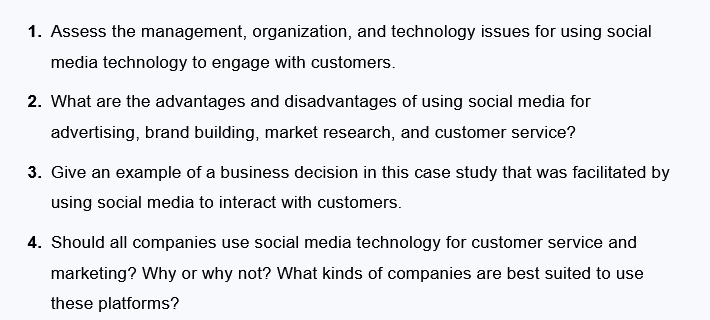 1. Assess the management, organization, and technology issues for using social
media technology to engage with customers.
2. What are the advantages and disadvantages of using social media for
advertising, brand building, market research, and customer service?
3. Give an example of a business decision in this case study that was facilitated by
using social media to interact with customers.
4. Should all companies use social media technology for customer service and
marketing? Why or why not? What kinds of companies are best suited to use
these platforms?